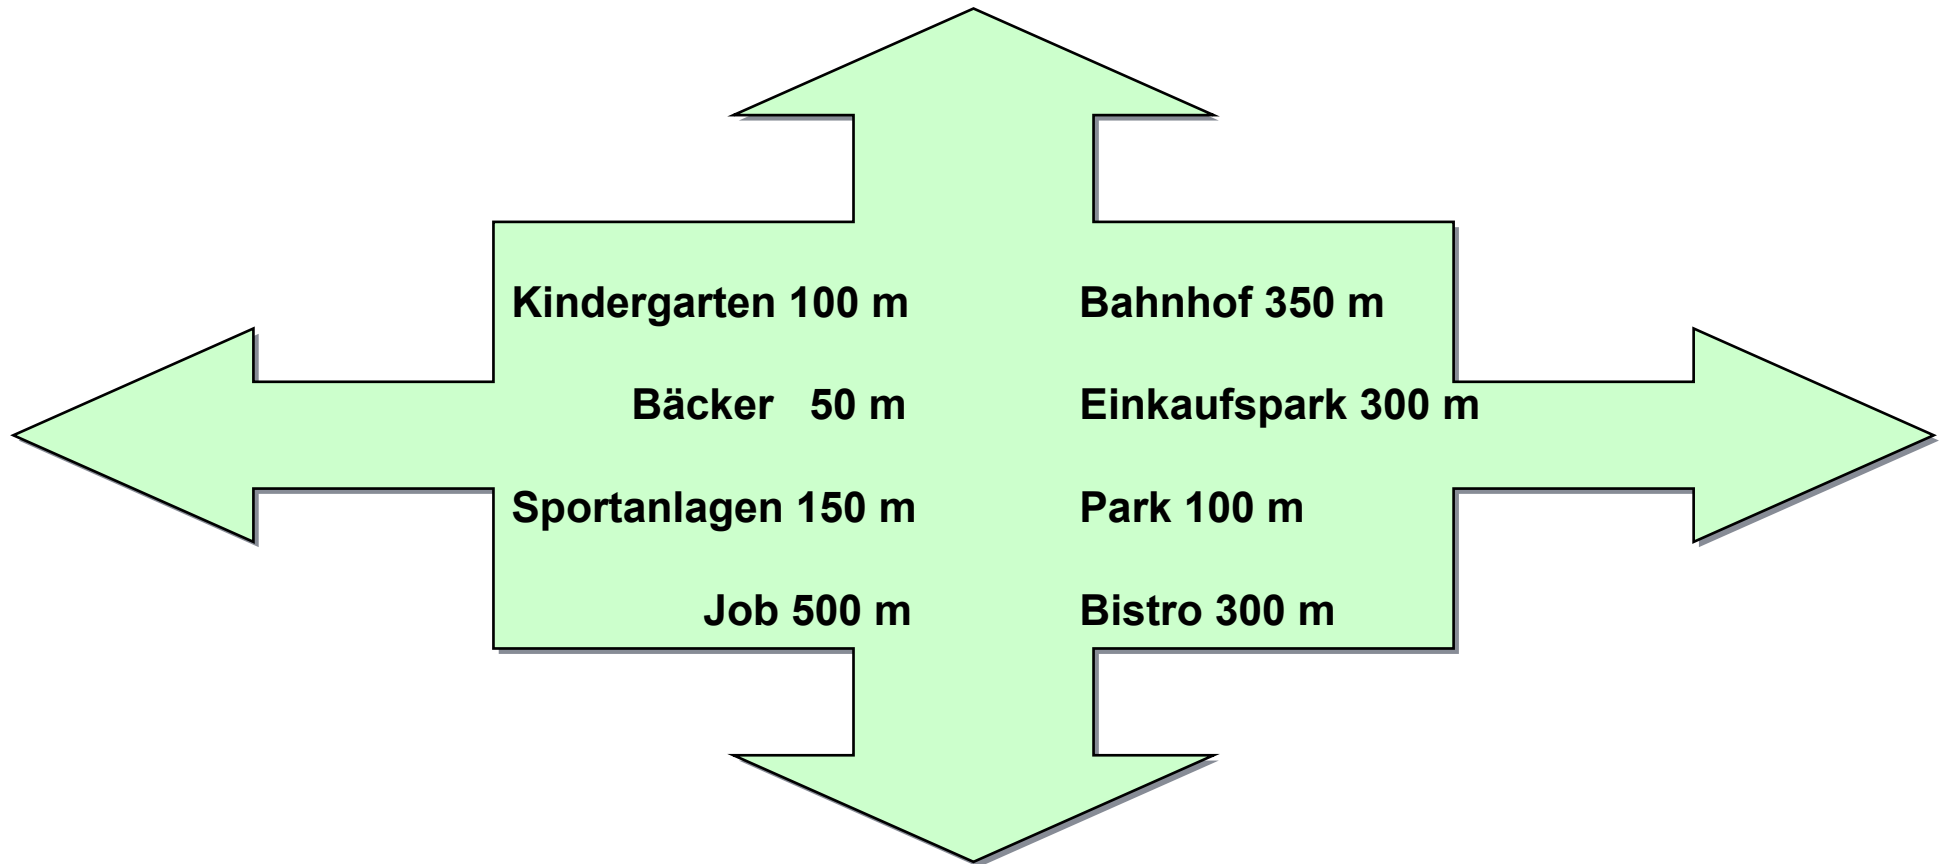 Kindergarten 100 m
Bäcker 50 m
Sportanlagen 150 m
Job 500 m
Bahnhof 350 m
Einkaufspark 300 m
Park 100 m
Bistro 300 m